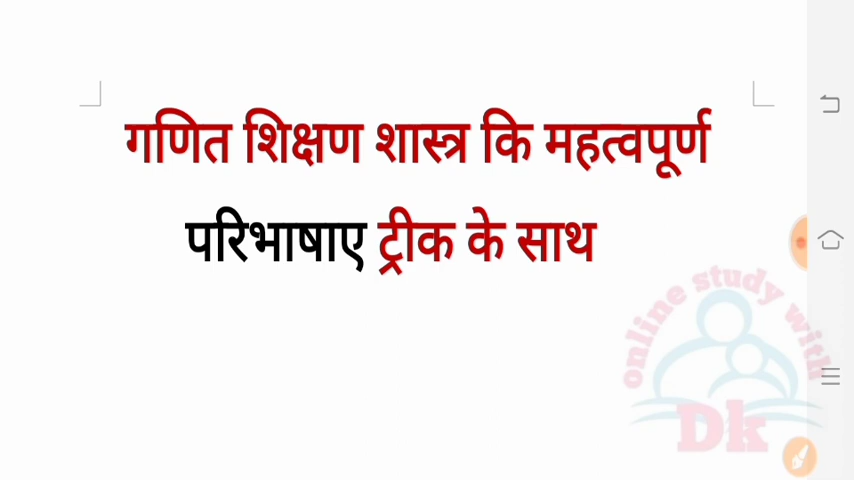 गणित शिक्षण शास्त्र कि महत्वपूर्ण
परिभाषाए ट्रीक के साथ
online study with
Dk